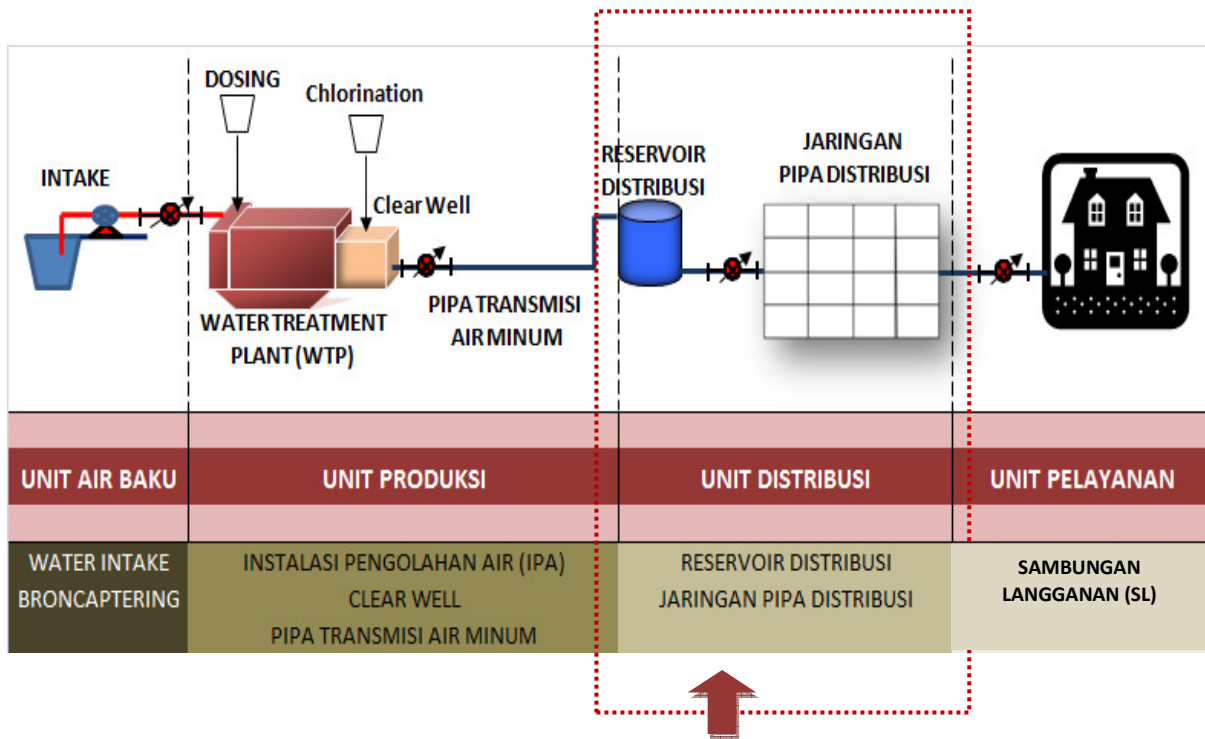 DOSING
Chlorination
INTAKE
Clear Well
WATER TREATMENT
PLANT (WTP)
PIPA TRANSMISI
AIR MINUM
RESERVOIR
DISTRIBUSI
JARINGAN
PIPA DISTRIBUSI
UNIT AIR BAKU
UNIT PRODUKSI
UNIT DISTRIBUSI
UNIT PELAYANAN
WATER INTAKE
BRONCAPTERING
INSTALASI PENGOLAHAN AIR (IPA)
CLEAR WELL
PIPA TRANSMISI AIR MINUM
RESERVOIR DISTRIBUSI
JARINGAN PIPA DISTRIBUSI
SAMBUNGAN
LANGGANAN (SL)